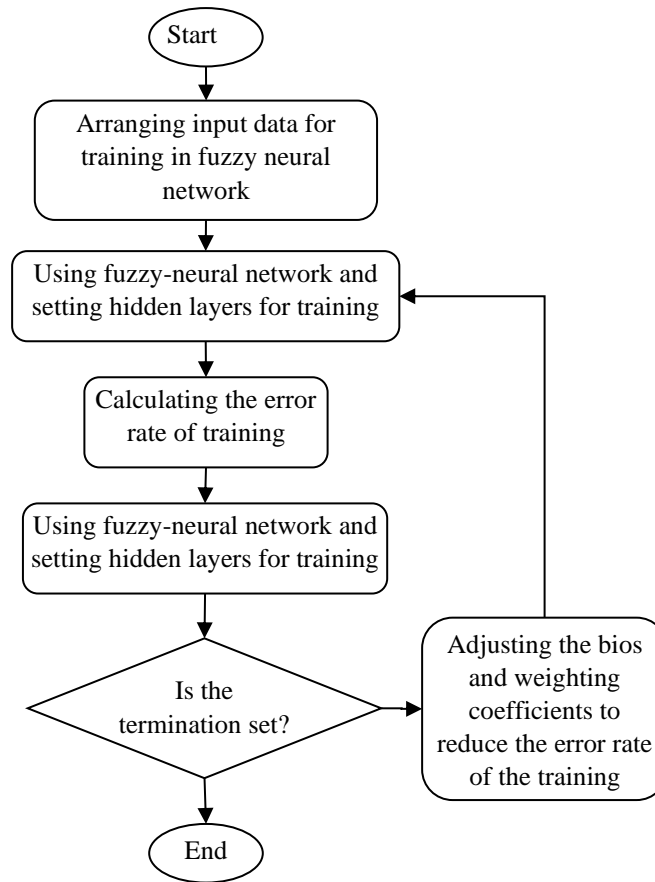 Start
Arranging input data for
training in fuzzy neural
network
Using fuzzy-neural network and
setting hidden layers for training
Calculating the error
rate of training
Using fuzzy-neural network and
setting hidden layers for training
Is the
termination set?
Adjusting the bios
and weighting
coefficients to
reduce the error rate
of the training
End